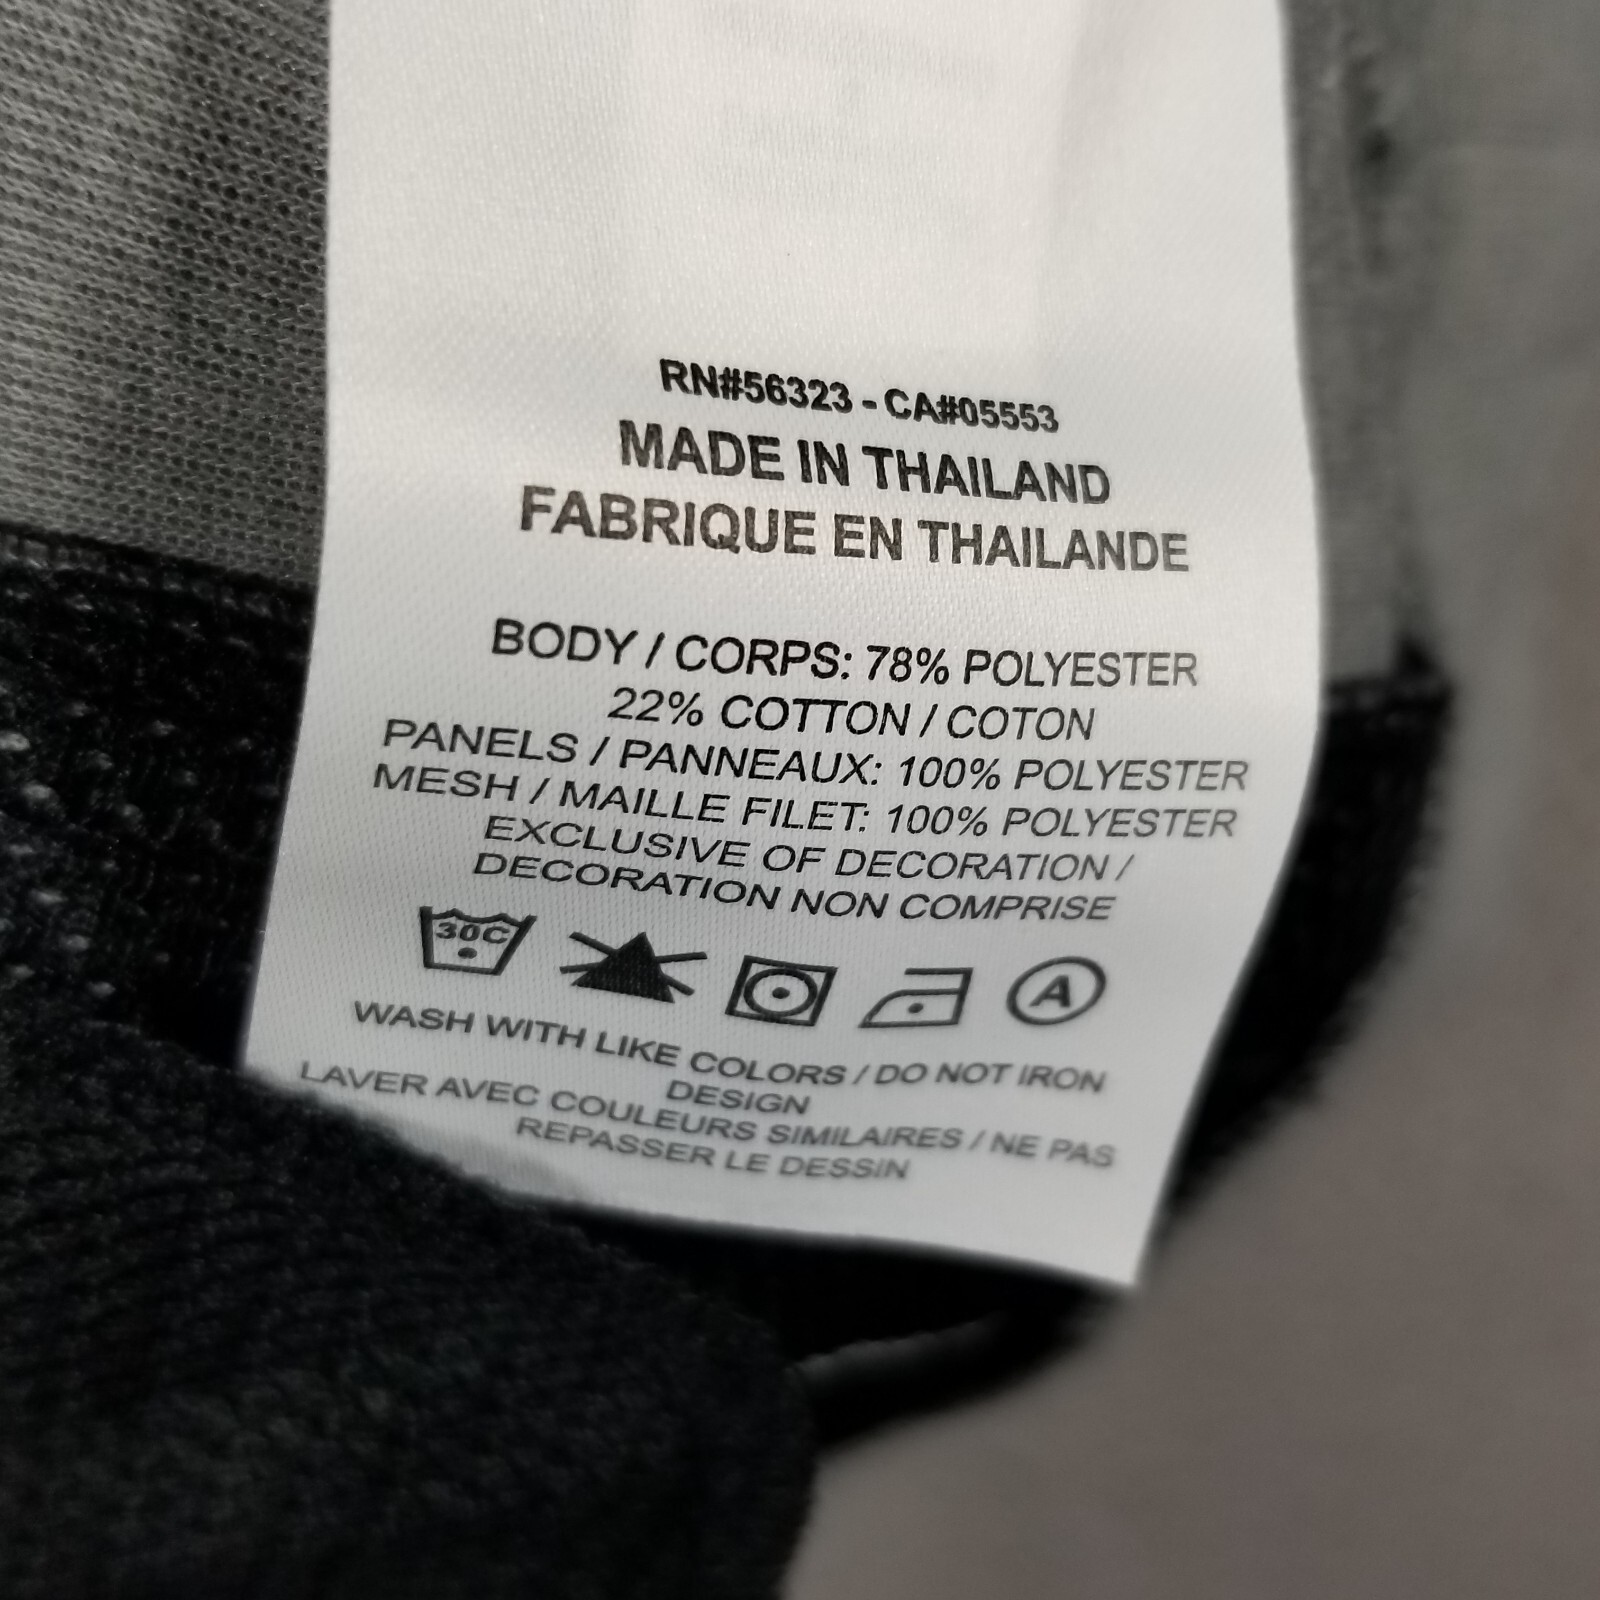 RN#56323 - CA#05553
MADE IN THAILAND
FABRIQUE EN THAILANDE
BODY / CORPS: 78% POLYESTER
22% COTTON / COTON
PANELS / PANNEAUX: 100% POLYESTER
MESH / MAILLE FILET: 100% POLYESTER
EXCLUSIVE OF DECORATION /
DECORATION NON COMPRISE
30C A
WASH WITH LIKE COLORS / DO NOT IRON
DESIGN
LAVER AVEC COULEURS SIMILAIRES / NE PAS
REPASSER LE DESSIN